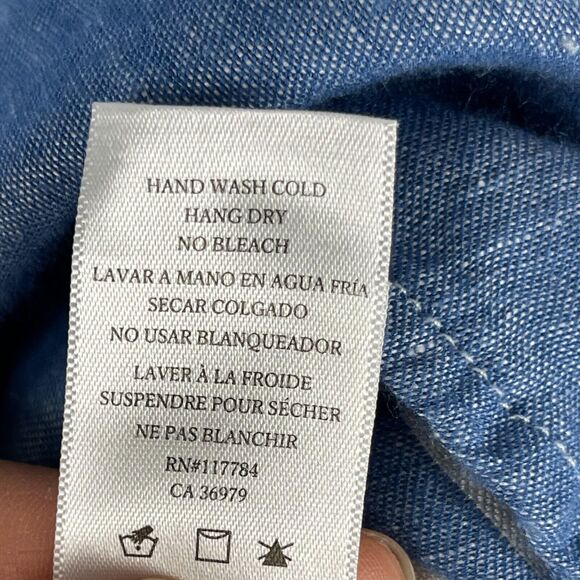 HAND WASH COLD
HANG DRY
NO BLEACH
LAVAR A MANO EN AGUA FRÍA
SECAR COLGADO
NO USAR BLANQUEADOR
LAVER À LA FROIDE
SUSPENDRE POUR SÉCHER
NE PAS BLANCHIR
RN#117784
CA 36979